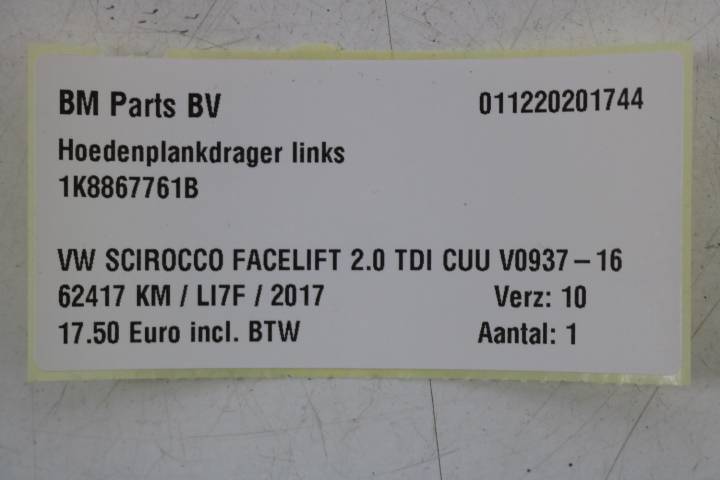 BM Parts BV 011220201744
Hoedenplankdrager links
1K8867761B
VW SCIROCCO FACELIFT 2.0 TDI CUU V0937-16
62417 KM / LI7F / 2017 Verz: 10
17.50 Euro incl. BTW Aantal: 1